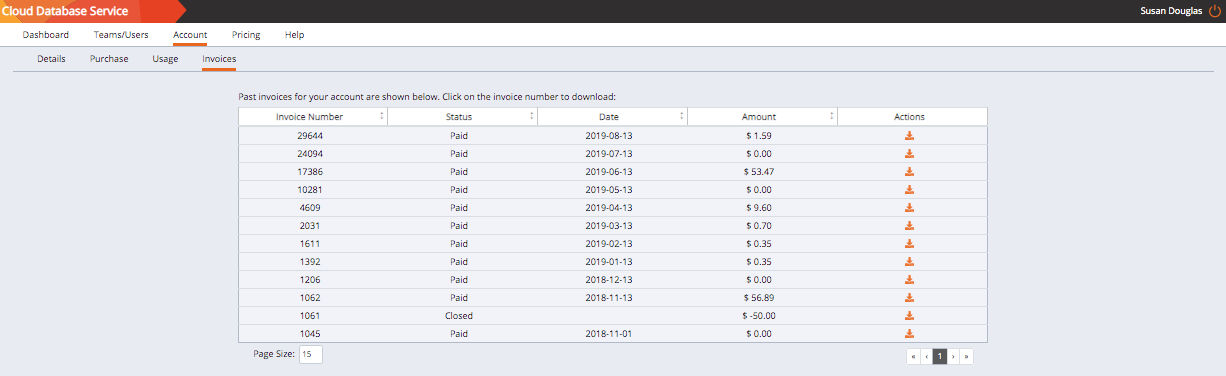 Cloud Database Service Susan Douglas
Dashboard Teams/Users Account Pricing Help
Details Purchase Usage Invoices
Past invoices for your account are shown below. Click on the invoice number to download:
Invoice Number Status Date Amount Actions
29644 Paid 2019-08-13 $ 1.59
24094 Paid 2019-07-13 $ 0.00
17386 Paid 2019-06-13 $ 53.47
10281 Paid 2019-05-13 $ 0.00
4609 Paid 2019-04-13 $ 9.60
2031 Paid 2019-03-13 $ 0.70
1611 Paid 2019-02-13 $ 0.35
1392 Paid 2019-01-13 $ 0.35
1206 Paid 2018-12-13 $ 0.00
1062 Paid 2018-11-13 $ 56.89
1061 Closed $ -50.00
1045 Paid 2018-11-01 $ 0.00
Page Size: 15 « ‹ 1 › »